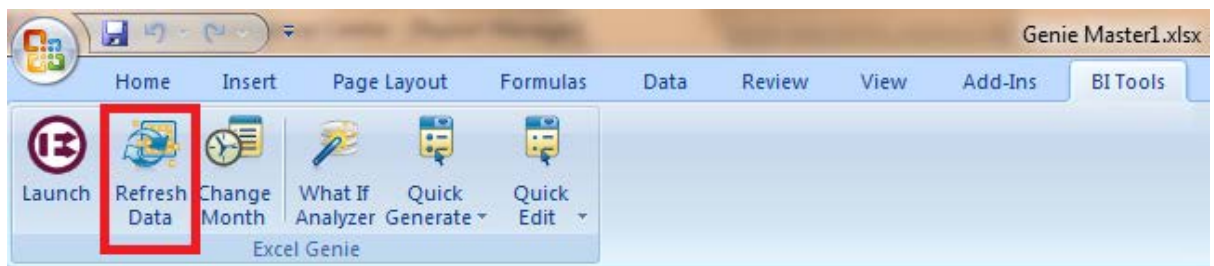 Genie Master1.xlsx
Home Insert Page Layout Formulas Data Review View Add-Ins BI Tools
Launch Refresh Change What If Quick Quick
Data Month Analyzer Generate Edit
Excel Genie